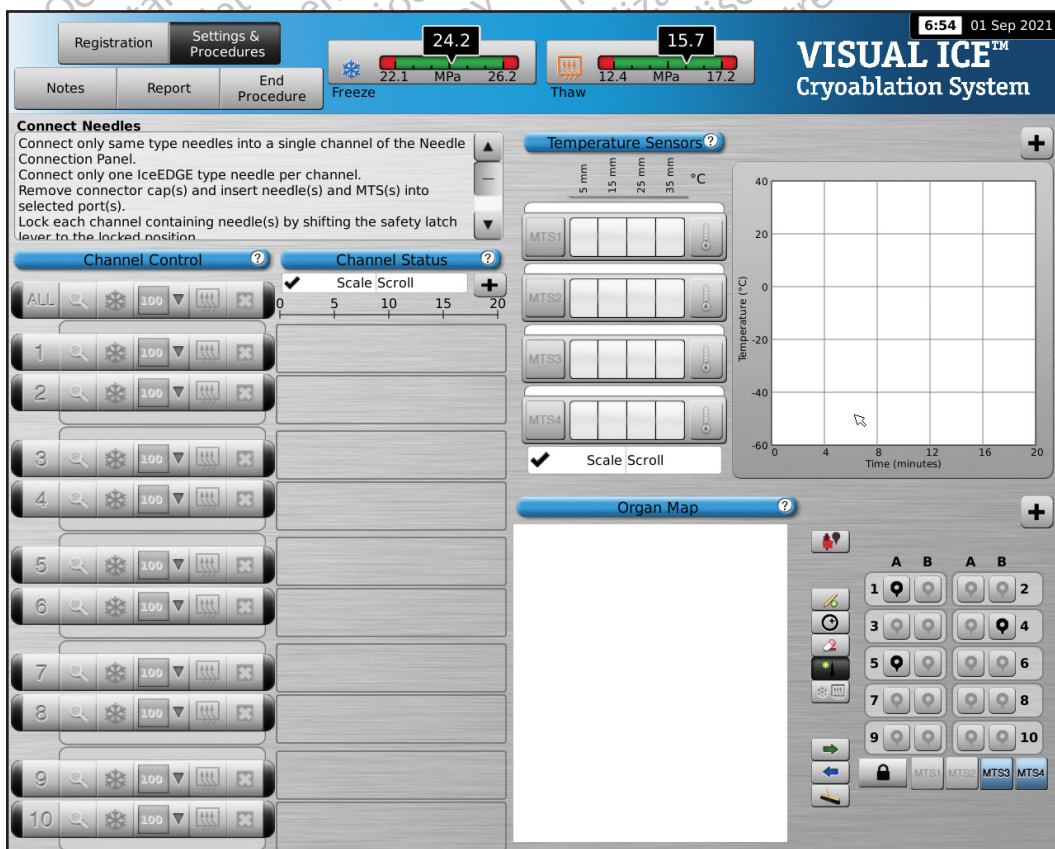 6:54 01 Sep 2021
Registration
Settings &
Procedures
Notes
Report
End
Procedure
24.2
22.1 MPa 26.2
Freeze
15.7
12.4 MPa 17.2
Thaw
VISUAL ICE™
Cryoablation System
Connect Needles
Connect only same type needles into a single channel of the Needle
Connection Panel.
Connect only one IceEDGE type needle per channel.
Remove connector cap(s) and insert needle(s) and MTS(s) into
selected port(s).
Lock each channel containing needle(s) by shifting the safety latch
lever to the locked position
Channel Control ?
Channel Status ?
Scale Scroll
0 5 10 15 20
ALL 100
1 100
2 100
3 100
4 100
5 100
6 100
7 100
8 100
9 100
10 100
Temperature Sensors ?
5 mm
15 mm
25 mm
35 mm
°C
MTS1
MTS2
MTS3
MTS4
Scale Scroll
Temperature (°C)
40
20
0
-20
-40
-60
0 4 8 12 16 20
Time (minutes)
Organ Map ?
A B A B
1 2
3 4
5 6
7 8
9 10
MTS1 MTS2 MTS3 MTS4